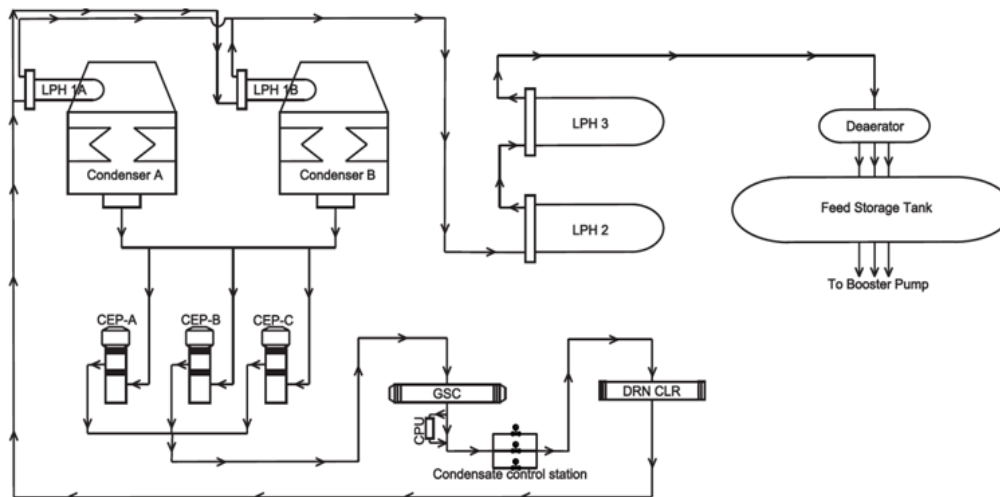 LPH 1A
LPH 1B
LPH 3
Deaerator
Condenser A
Condenser B
LPH 2
Feed Storage Tank
To Booster Pump
CEP-A
CEP-B
CEP-C
GSC
DRN CLR
CPU
Condensate control station